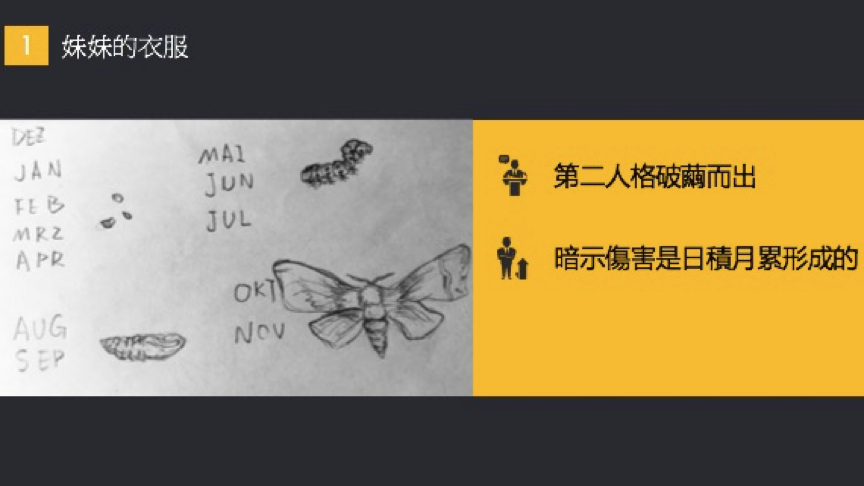 1 妹妹的衣服
DEZ
JAN
FEB
MRZ
APR
MAI
JUN
JUL
AUG
SEP
OKT
NOV
第二人格破繭而出
暗示傷害是日積月累形成的